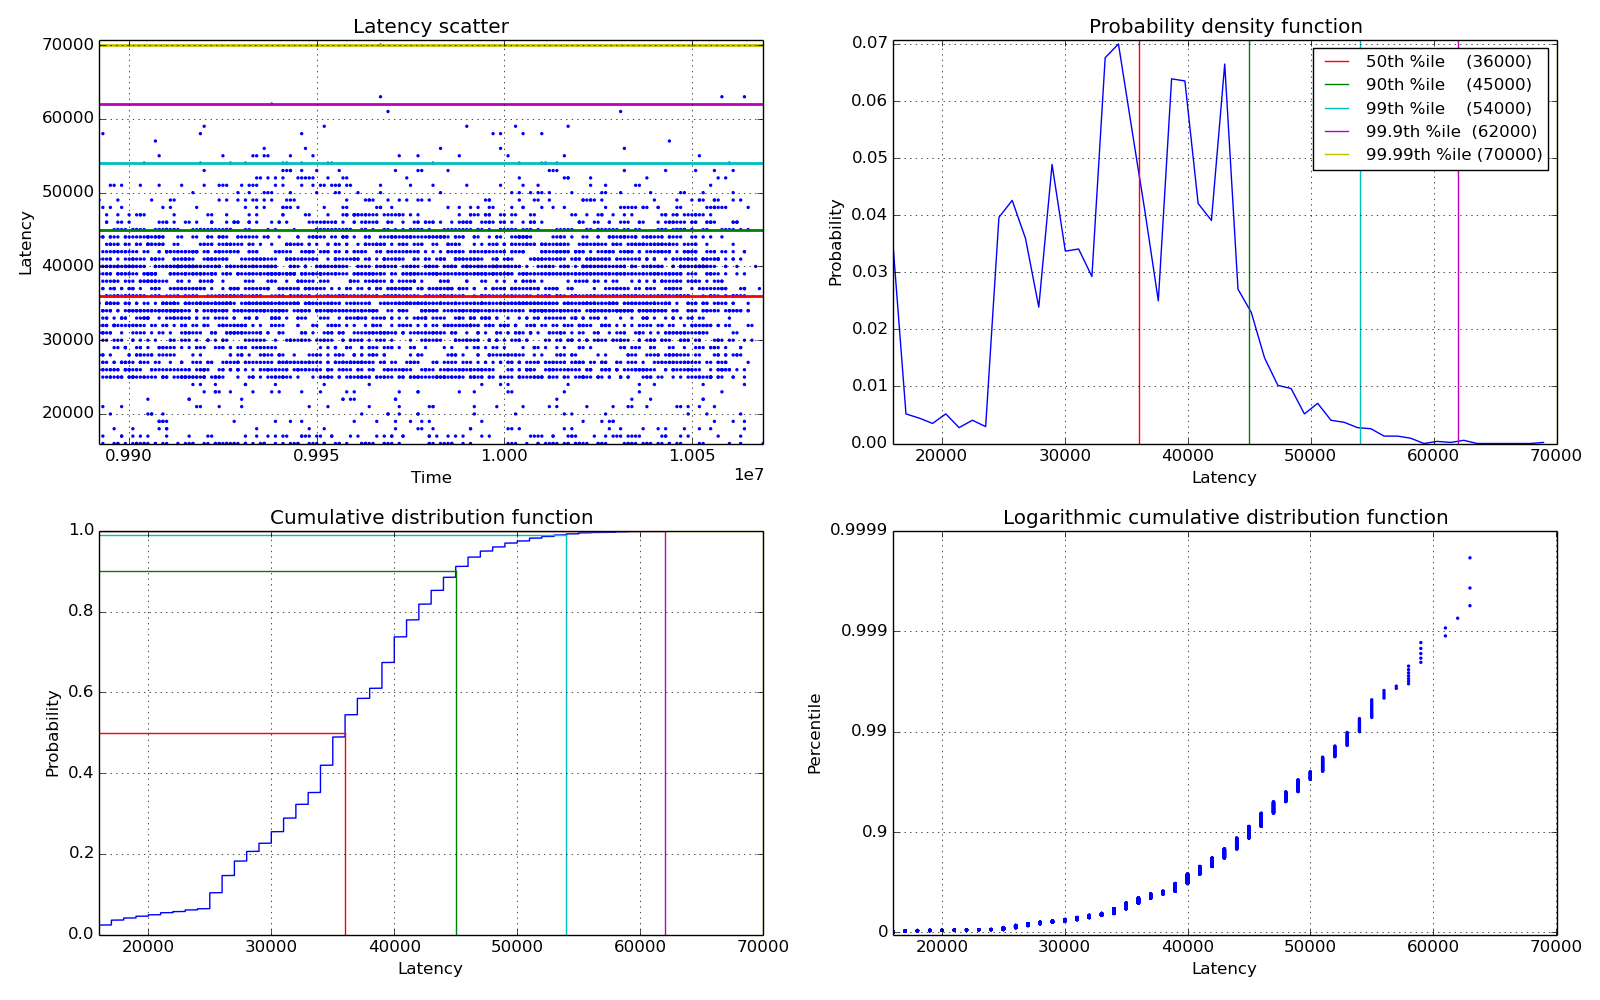 Latency scatter
70000
60000
50000
40000
30000
20000
Latency
0.990 0.995 1.000 1.005
1e7
Time
Probability density function
0.07
0.06
0.05
0.04
0.03
0.02
0.01
0.00
Probability
50th %ile (36000)
90th %ile (45000)
99th %ile (54000)
99.9th %ile (62000)
99.99th %ile (70000)
20000 30000 40000 50000 60000 70000
Latency
Cumulative distribution function
1.0
0.8
0.6
0.4
0.2
0.0
Probability
20000 30000 40000 50000 60000 70000
Latency
Logarithmic cumulative distribution function
0.9999
0.999
0.99
0.9
0
Percentile
20000 30000 40000 50000 60000 70000
Latency